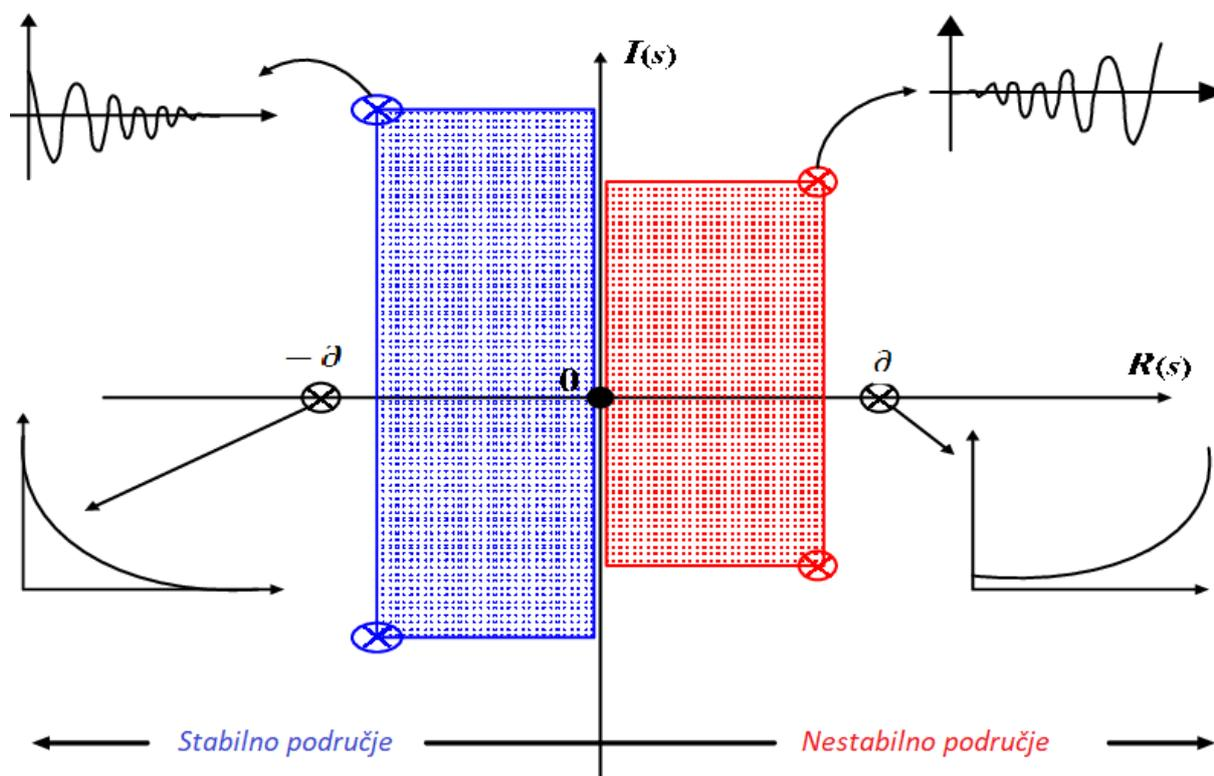 I(s)
− ∂
0
∂
R(s)
Stabilno područje
Nestabilno područje